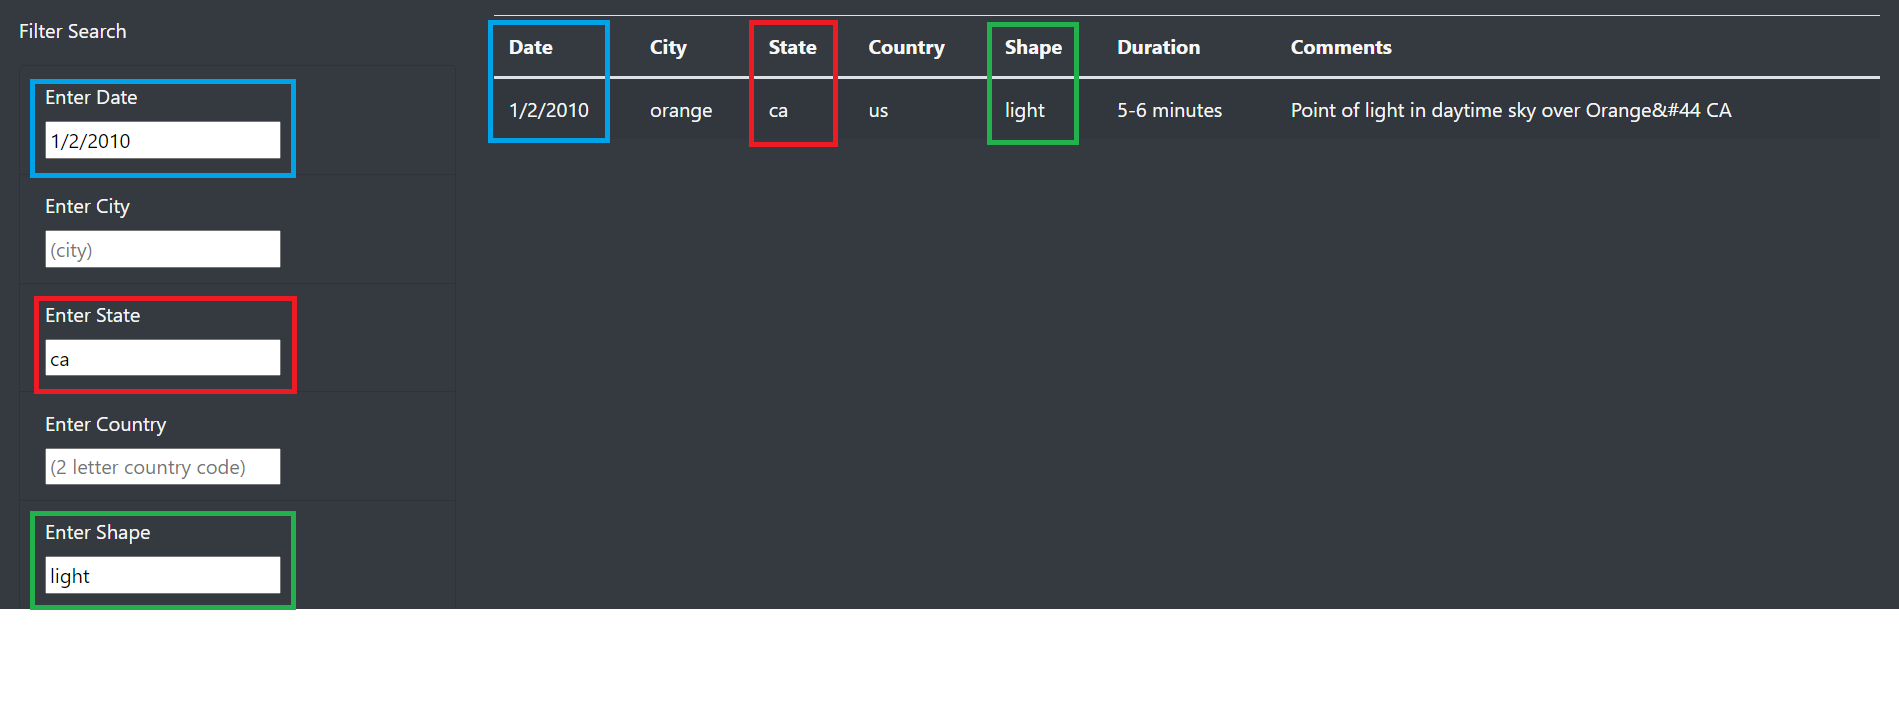 Filter Search
Enter Date
1/2/2010
Enter City
(city)
Enter State
ca
Enter Country
(2 letter country code)
Enter Shape
light
Date City State Country Shape Duration Comments
1/2/2010 orange ca us light 5-6 minutes Point of light in daytime sky over Orange&#44 CA